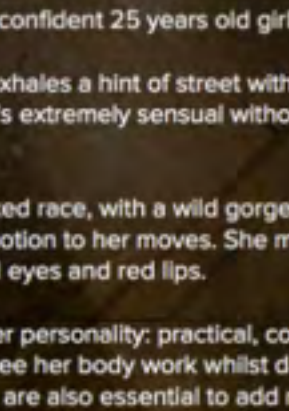 confident 25 years old girl
xhales a hint of street with
's extremely sensual witho
ed race, with a wild gorge
otion to her moves. She m
eyes and red lips.
er personality: practical, co
ee her body work whilst d
are also essential to add